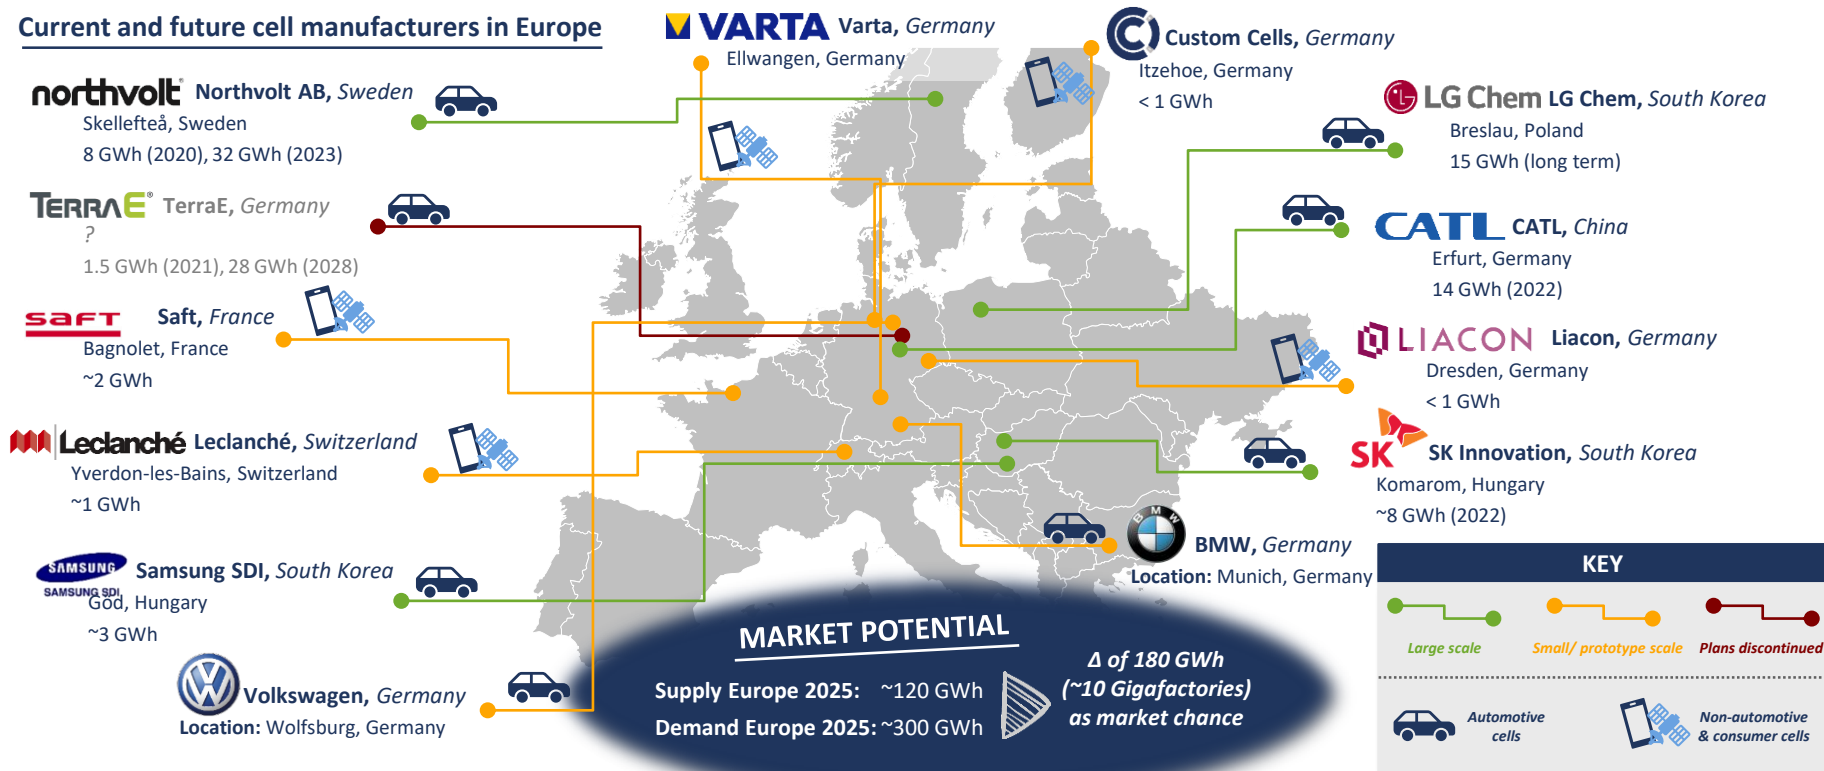 Current and future cell manufacturers in Europe
northvolt Northvolt AB, Sweden
Skellefteå, Sweden
8 GWh (2020), 32 GWh (2023)
TERRAE® TerraE, Germany
?
1.5 GWh (2021), 28 GWh (2028)
SAFT Saft, France
Bagnolet, France
~2 GWh
Leclanché Leclanché, Switzerland
Yverdon-les-Bains, Switzerland
~1 GWh
SAMSUNG
SAMSUNG SDI
Samsung SDI, South Korea
Göd, Hungary
~3 GWh
Volkswagen, Germany
Location: Wolfsburg, Germany
VARTA Varta, Germany
Ellwangen, Germany
Custom Cells, Germany
Itzehoe, Germany
< 1 GWh
LG Chem LG Chem, South Korea
Breslau, Poland
15 GWh (long term)
CATL CATL, China
Erfurt, Germany
14 GWh (2022)
LIACON Liacon, Germany
Dresden, Germany
< 1 GWh
SK SK Innovation, South Korea
Komarom, Hungary
~8 GWh (2022)
BMW
BMW, Germany
Location: Munich, Germany
MARKET POTENTIAL
Supply Europe 2025: ~120 GWh
Demand Europe 2025: ~300 GWh
Δ of 180 GWh
(~10 Gigafactories)
as market chance
KEY
Large scale
Small/ prototype scale
Plans discontinued
Automotive
cells
Non-automotive
& consumer cells